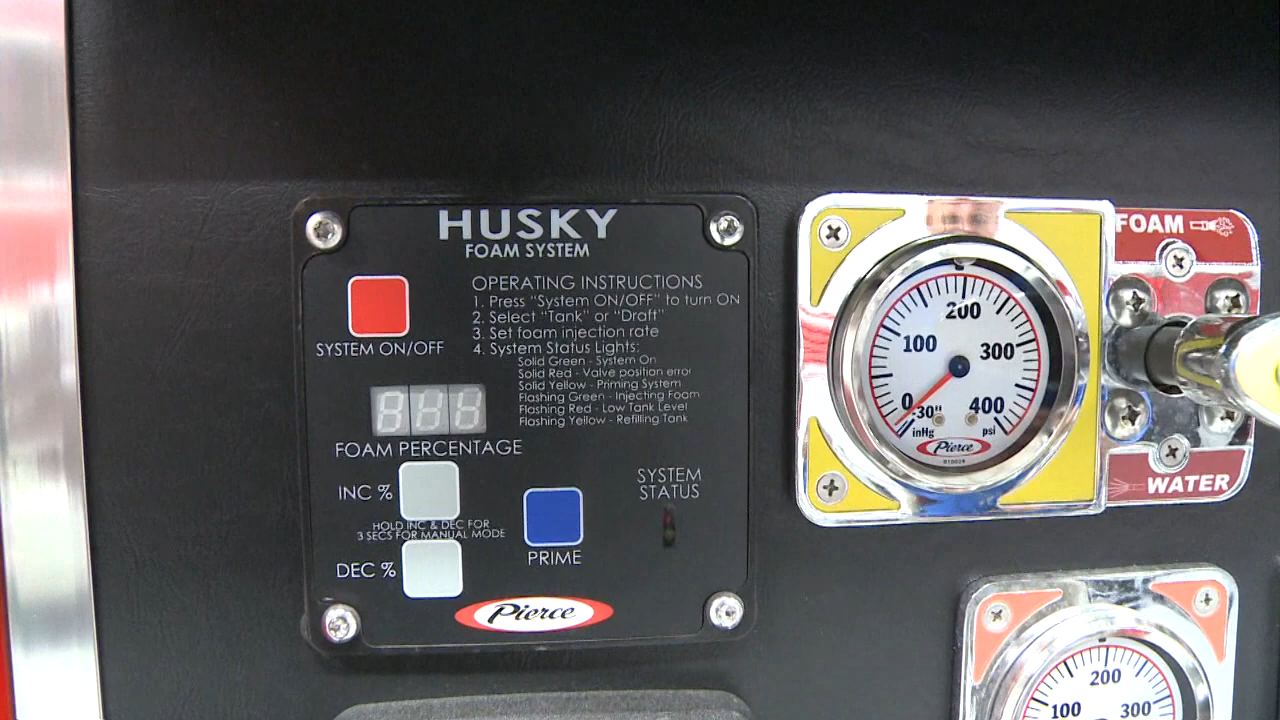 HUSKY
FOAM SYSTEM
SYSTEM ON/OFF
OPERATING INSTRUCTIONS
1. Press "System ON/OFF" to turn ON
2. Select "Tank" or "Draft"
3. Set foam injection rate
4. System Status Lights:
Solid Green - System On
Solid Red - Valve position error
Solid Yellow - Priming System
Flashing Green - Injecting Foam
Flashing Red - Low Tank Level
Flashing Yellow - Refilling Tank
FOAM PERCENTAGE
INC %
HOLD INC & DEC FOR
3 SECS FOR MANUAL MODE
DEC %
PRIME
SYSTEM
STATUS
Pierce
200
100 300
0 400
-30"
inHg psi
Pierce
FOAM
WATER
200
100 300